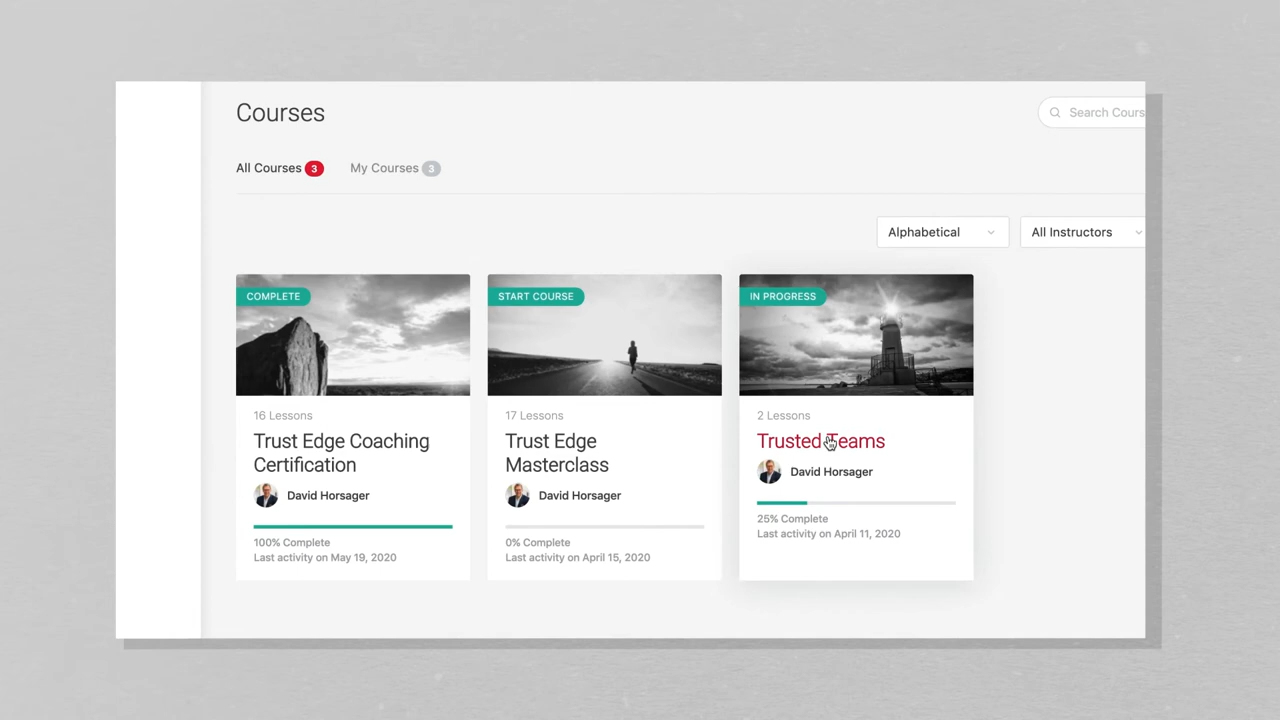 Courses
Search Cours
All Courses 3
My Courses 3
Alphabetical
All Instructors
COMPLETE
16 Lessons
Trust Edge Coaching
Certification
David Horsager
100% Complete
Last activity on May 19, 2020
START COURSE
17 Lessons
Trust Edge
Masterclass
David Horsager
0% Complete
Last activity on April 15, 2020
IN PROGRESS
2 Lessons
Trusted Teams
David Horsager
25% Complete
Last activity on April 11, 2020